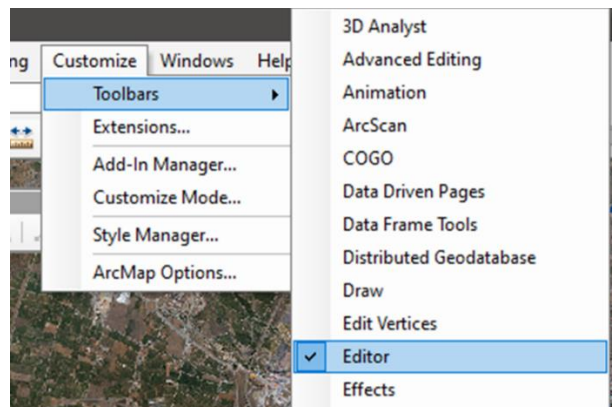 ng Customize Windows Help
Toolbars
Extensions...
Add-In Manager...
Customize Mode...
Style Manager...
ArcMap Options...
3D Analyst
Advanced Editing
Animation
ArcScan
COGO
Data Driven Pages
Data Frame Tools
Distributed Geodatabase
Draw
Edit Vertices
Editor
Effects